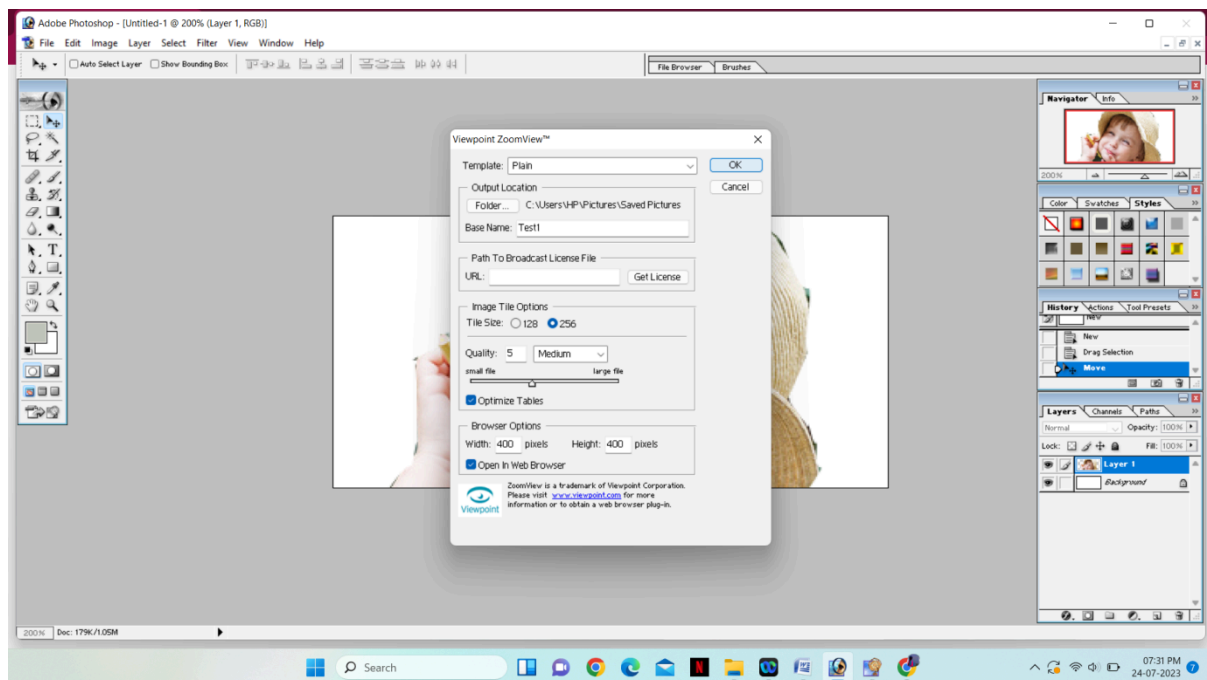 Adobe Photoshop - [Untitled-1 @ 200% (Layer 1, RGB)]
File Edit Image Layer Select Filter View Window Help
Auto Select Layer Show Bounding Box
File Browser Brushes
Viewpoint ZoomView™
Template: Plain
OK
Cancel
Output Location
Folder... C:\Users\HP\Pictures\Saved Pictures
Base Name: Test1
Path To Broadcast License File
URL: Get License
Image Tile Options
Tile Size: 128 256
Quality: 5 Medium
small file large file
Optimize Tables
Browser Options
Width: 400 pixels Height: 400 pixels
Open In Web Browser
ZoomView is a trademark of Viewpoint Corporation.
Please visit www.viewpoint.com for more
information or to obtain a web browser plug-in.
Viewpoint
Navigator Info
200%
Color Swatches Styles
History Actions Tool Presets
New
New
Drag Selection
Move
Layers Channels Paths
Normal Opacity: 100%
Lock: Fill: 100%
Layer 1
Background
200% Doc: 179K/1.05M
Search
07:31 PM
24-07-2023
7